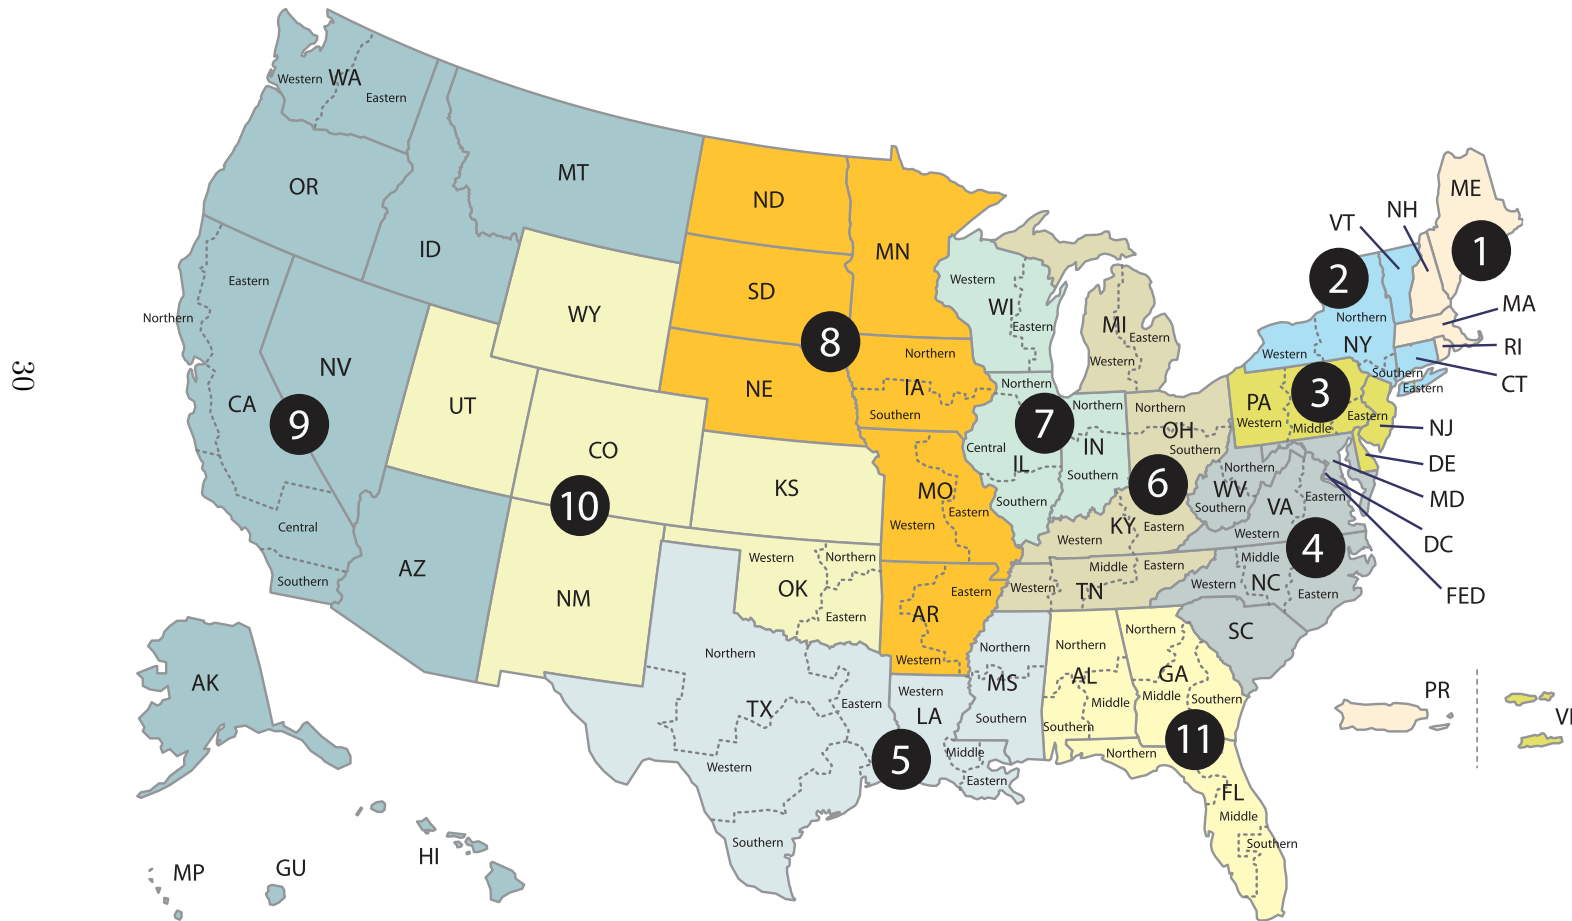 WA
Western
Eastern
OR
MT
ID
ND
MN
SD
WY
NE
Northern
IA
Southern
8
Western
WI
Eastern
MI
Eastern
Western
ME
NH
VT
1
2
MA
Northern
NY
Western
Southern
Eastern
RI
CT
3
PA
Western
Middle
Eastern
NJ
DE
MD
DC
FED
30
Eastern
Northern
NV
CA
9
Central
Southern
UT
CO
10
KS
AZ
NM
Western
Northern
OK
Eastern
MO
Western
Eastern
AR
Eastern
Western
Northern
7
Central
IL
Southern
Northern
IN
Southern
Northern
OH
Southern
6
KY
Western
Eastern
Western
TN
Middle
Eastern
Northern
WV
Southern
VA
Eastern
Western
4
Middle
NC
Western
Eastern
SC
Northern
TX
Eastern
Western
Southern
Western
LA
Middle
Eastern
5
Northern
MS
Southern
Northern
AL
Middle
Southern
Northern
GA
Middle
Southern
11
Northern
FL
Middle
Southern
PR
AK
HI
GU
MP